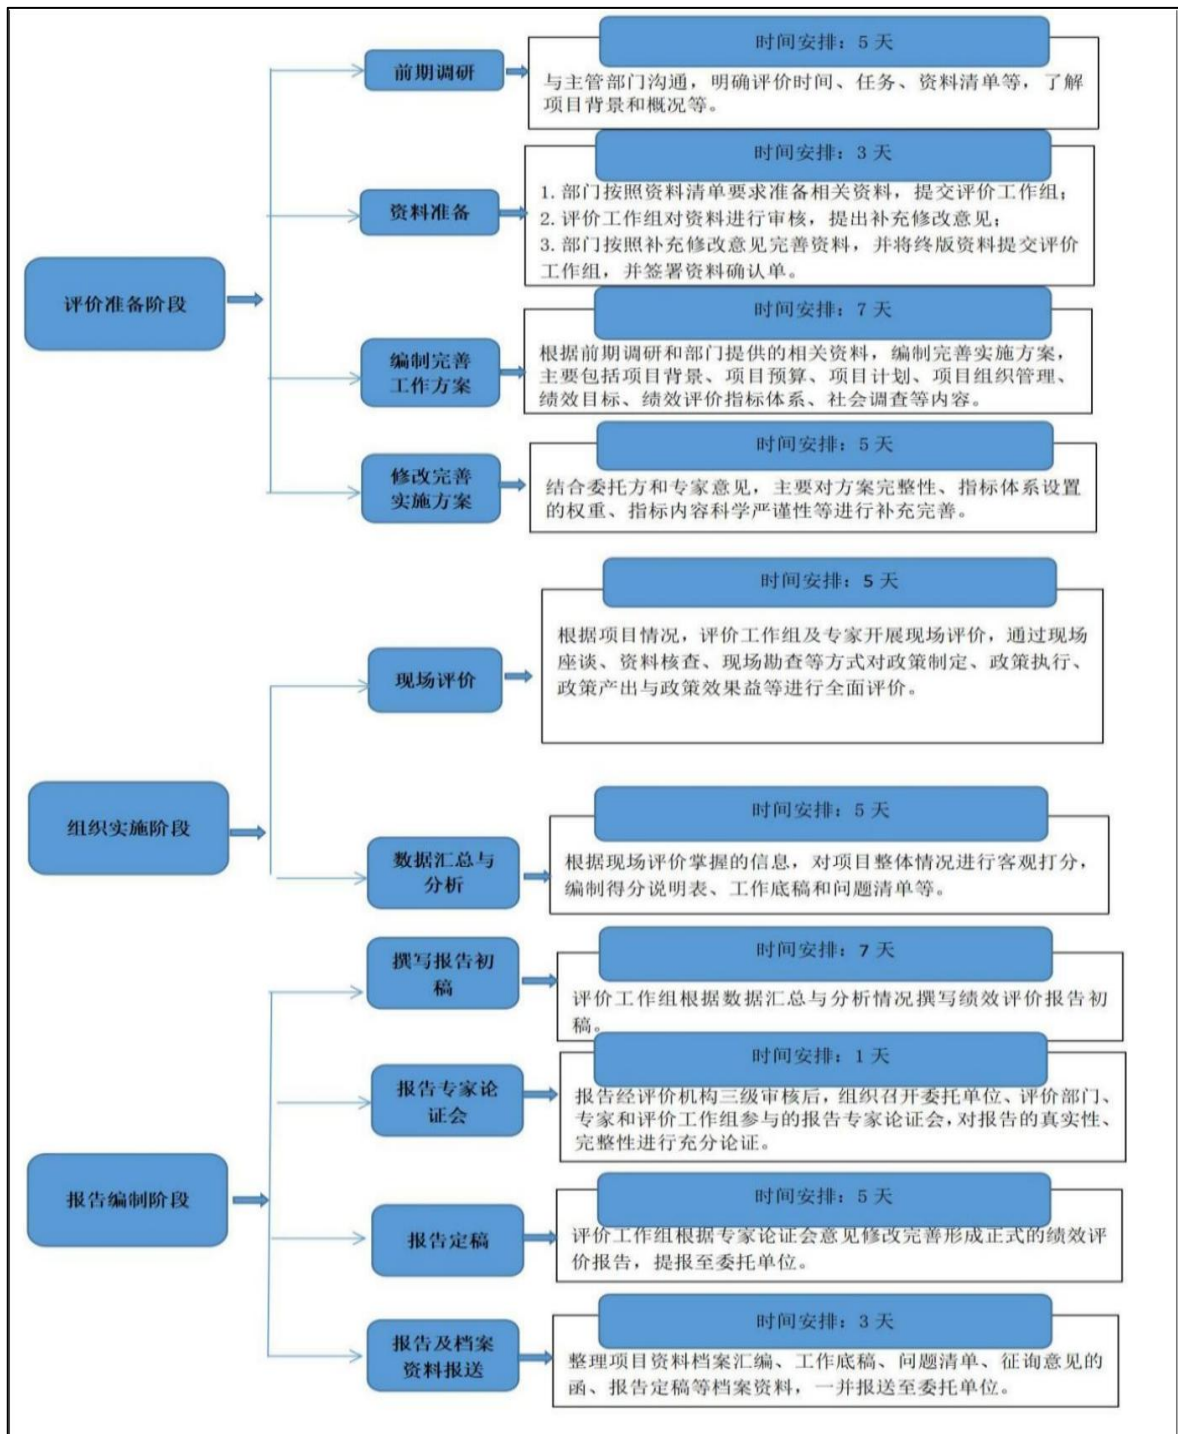 时间安排：5 天
前期调研
与主管部门沟通，明确评价时间、任务、资料清单等，了解
项目背景和概况等。
时间安排：3 天
资料准备
1. 部门按照资料清单要求准备相关资料，提交评价工作组；
2. 评价工作组对资料进行审核，提出补充修改意见；
3. 部门按照补充修改意见完善资料，并将终版资料提交评价
工作组，并签署资料确认单。
评价准备阶段
时间安排：7 天
编制完善
工作方案
根据前期调研和部门提供的相关资料，编制完善实施方案，
主要包括项目背景、项目预算、项目计划、项目组织管理、
绩效目标、绩效评价指标体系、社会调查等内容。
时间安排：5 天
修改完善
实施方案
结合委托方和专家意见，主要对方案完整性、指标体系设置
的权重、指标内容科学严谨性等进行补充完善。
时间安排：5 天
现场评价
根据项目情况，评价工作组及专家开展现场评价，通过现场
座谈、资料核查、现场勘查等方式对政策制定、政策执行、
政策产出与政策效果益等进行全面评价。
组织实施阶段
时间安排：5 天
数据汇总与
分析
根据现场评价掌握的信息，对项目整体情况进行客观打分，
编制得分说明表、工作底稿和问题清单等。
时间安排：7 天
撰写报告初
稿
评价工作组根据数据汇总与分析情况撰写绩效评价报告初
稿。
时间安排：1 天
报告专家论
证会
报告经评价机构三级审核后，组织召开委托单位、评价部门、
专家和评价工作组参与的报告专家论证会，对报告的真实性、
完整性进行充分论证。
报告编制阶段
时间安排：5 天
报告定稿
评价工作组根据专家论证会意见修改完善形成正式的绩效评
价报告，提报至委托单位。
时间安排：3 天
报告及档案
资料报送
整理项目资料档案汇编、工作底稿、问题清单、征询意见的
函、报告定稿等档案资料，一并报送至委托单位。